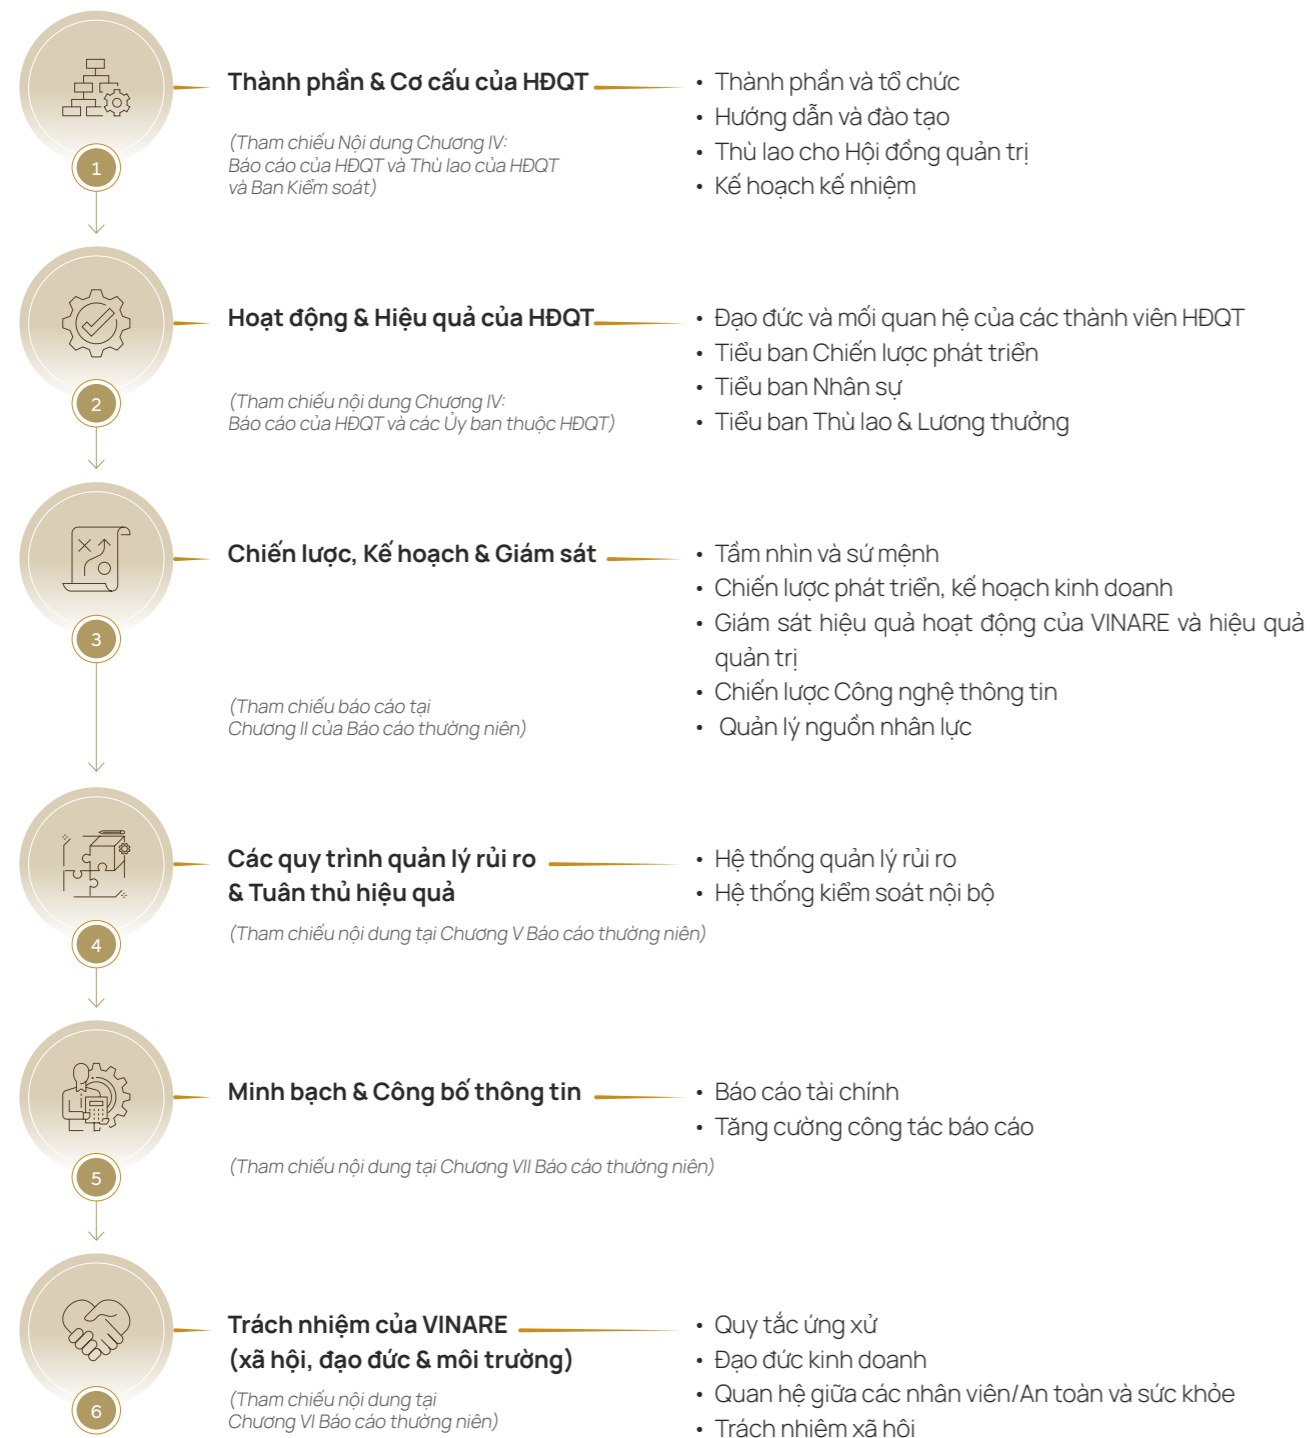 Thành phần & Cơ cấu của HĐQT
(Tham chiếu Nội dung Chương IV:
Báo cáo của HĐQT và Thù lao của HĐQT
và Ban Kiểm soát)
• Thành phần và tổ chức
• Hướng dẫn và đào tạo
• Thù lao cho Hội đồng quản trị
• Kế hoạch kế nhiệm
1
Hoạt động & Hiệu quả của HĐQT
(Tham chiếu nội dung Chương IV:
Báo cáo của HĐQT và các Ủy ban thuộc HĐQT)
• Đạo đức và mối quan hệ của các thành viên HĐQT
• Tiểu ban Chiến lược phát triển
• Tiểu ban Nhân sự
• Tiểu ban Thù lao & Lương thưởng
2
Chiến lược, Kế hoạch & Giám sát
(Tham chiếu báo cáo tại
Chương II của Báo cáo thường niên)
• Tầm nhìn và sứ mệnh
• Chiến lược phát triển, kế hoạch kinh doanh
• Giám sát hiệu quả hoạt động của VINARE và hiệu quả
quản trị
• Chiến lược Công nghệ thông tin
• Quản lý nguồn nhân lực
3
Các quy trình quản lý rủi ro
& Tuân thủ hiệu quả
(Tham chiếu nội dung tại Chương V Báo cáo thường niên)
• Hệ thống quản lý rủi ro
• Hệ thống kiểm soát nội bộ
4
Minh bạch & Công bố thông tin
(Tham chiếu nội dung tại Chương VII Báo cáo thường niên)
• Báo cáo tài chính
• Tăng cường công tác báo cáo
5
Trách nhiệm của VINARE
(xã hội, đạo đức & môi trường)
(Tham chiếu nội dung tại
Chương VI Báo cáo thường niên)
• Quy tắc ứng xử
• Đạo đức kinh doanh
• Quan hệ giữa các nhân viên/An toàn và sức khỏe
• Trách nhiệm xã hội
6